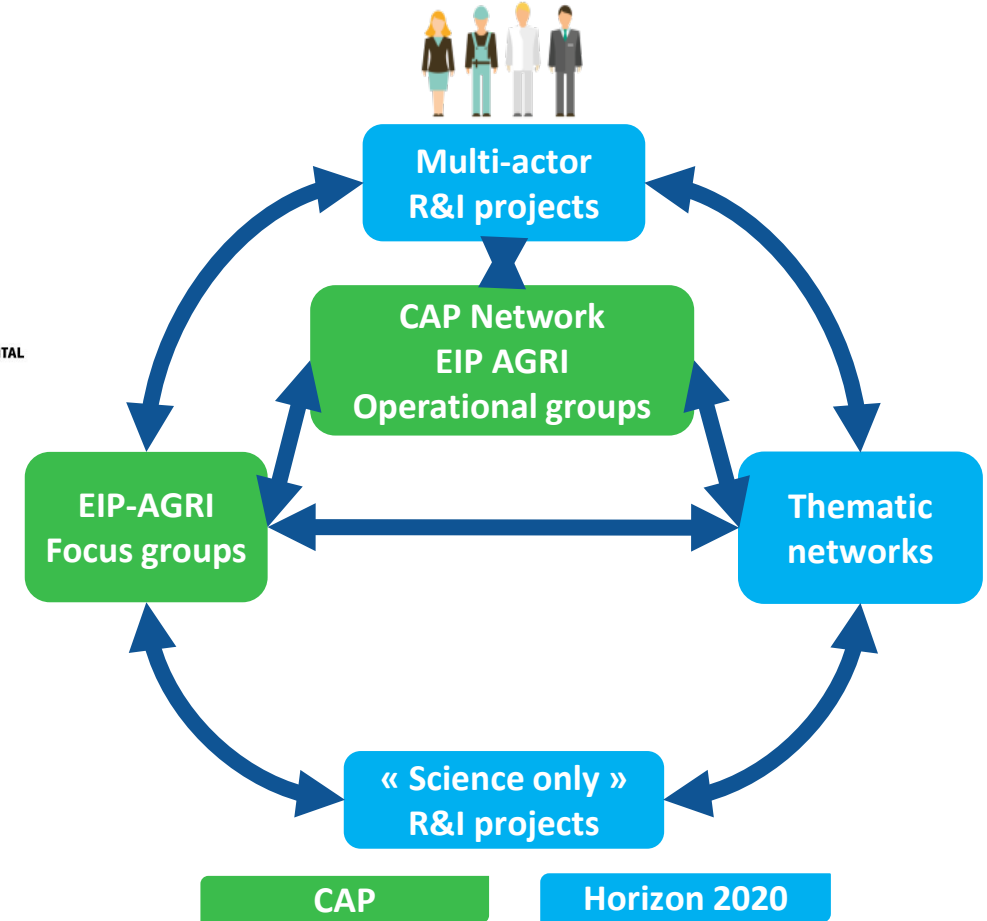 Multi-actor
R&I projects
CAP Network
EIP AGRI
Operational groups
ITAL
EIP-AGRI
Focus groups
Thematic
networks
« Science only »
R&I projects
CAP
Horizon 2020